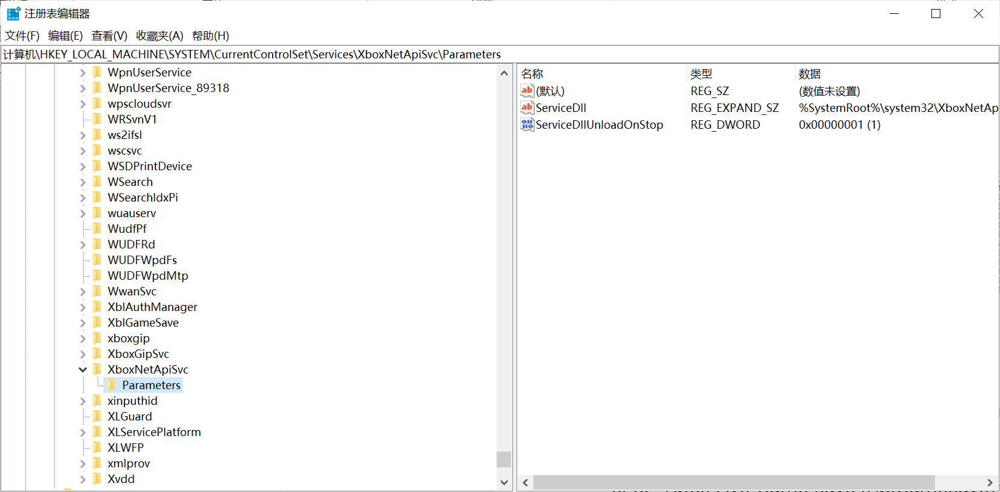 注册表编辑器
文件(F) 编辑(E) 查看(V) 收藏夹(A) 帮助(H)
计算机\HKEY_LOCAL_MACHINE\SYSTEM\CurrentControlSet\Services\XboxNetApiSvc\Parameters
WpnUserService
WpnUserService_89318
wpscloudsvr
WRSvnV1
ws2ifsl
wscsvc
WSDPrintDevice
WSearch
WSearchIdxPi
wuauserv
WudfPf
WUDFRd
WUDFWpdFs
WUDFWpdMtp
WwanSvc
XblAuthManager
XblGameSave
xboxgip
XboxGipSvc
XboxNetApiSvc
Parameters
xinputhid
XLGuard
XLServicePlatform
XLWFP
xmlprov
Xvdd
名称 类型 数据
(默认) REG_SZ (数值未设置)
ServiceDll REG_EXPAND_SZ %SystemRoot%\system32\XboxNetAp
ServiceDllUnloadOnStop REG_DWORD 0x00000001 (1)